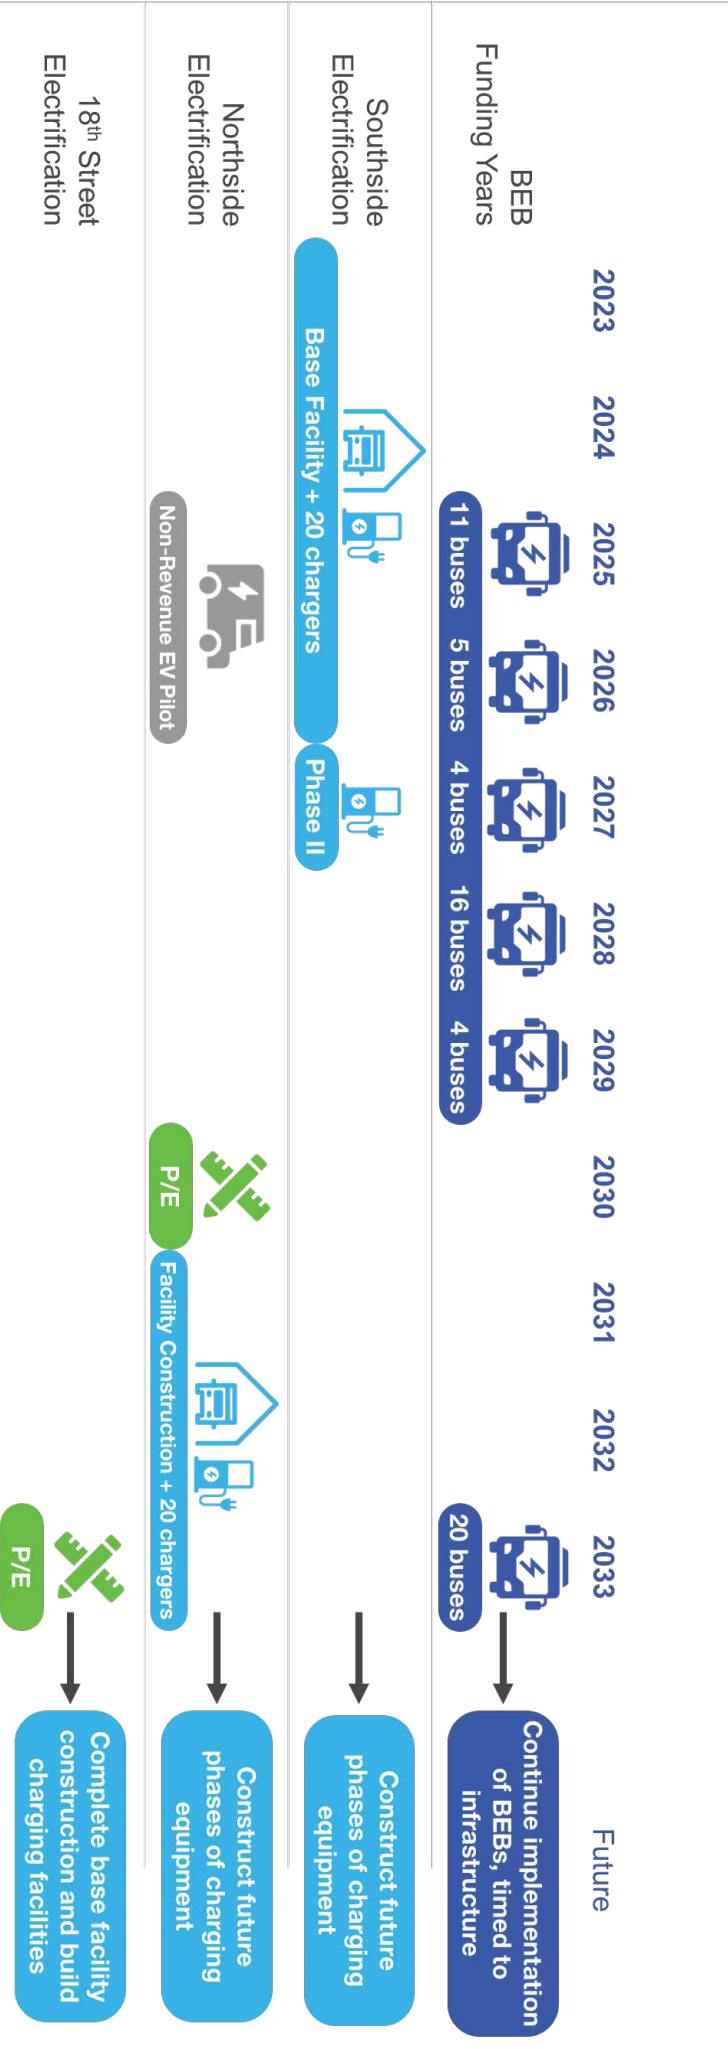 2023
2024
2025
2026
2027
2028
2029
2030
2031
2032
2033
Future
BEB
Funding Years
11 buses
5 buses
4 buses
16 buses
4 buses
20 buses
Continue implementation
of BEBs, timed to
infrastructure
Southside
Electrification
Base Facility + 20 chargers
Phase II
Construct future
phases of charging
equipment
Northside
Electrification
Non-Revenue EV Pilot
P/E
Facility Construction + 20 chargers
Construct future
phases of charging
equipment
18th Street
Electrification
P/E
Complete base facility
construction and build
charging facilities